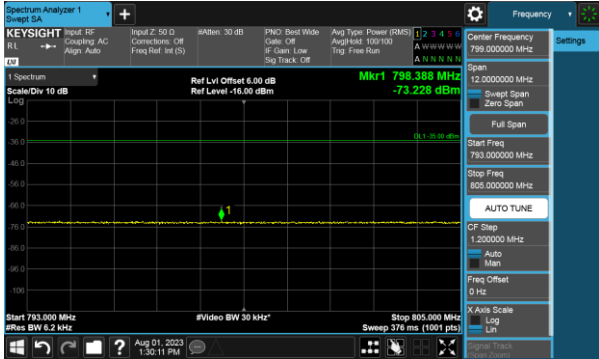 Spectrum Analyzer 1
Swept SA
+
Frequency
KEYSIGHT
RL
LW
Input: RF
Coupling: AC
Align: Auto
Input Z: 50 Ω
Corrections: Off
Freq Ref: Int (S)
#Atten: 30 dB
PNO: Best Wide
Gate: Off
IF Gain: Low
Sig Track: Off
Avg Type: Power (RMS)
Avg|Hold: 100/100
Trig: Free Run
1 2 3 4 5 6
A W W W W W
A N N N N N
1 Spectrum
Scale/Div 10 dB
Log
Ref Lvl Offset 6.00 dB
Ref Level -16.00 dBm
Mkr1 798.388 MHz
-73.228 dBm
-26.0
-36.0
-46.0
-56.0
-66.0
-76.0
-86.0
-96.0
-106
DL1 -35.00 dBm
1
Start 793.000 MHz
#Res BW 6.2 kHz
#Video BW 30 kHz*
Stop 805.000 MHz
Sweep 376 ms (1001 pts)
Center Frequency
799.000000 MHz
Span
12.0000000 MHz
Swept Span
Zero Span
Full Span
Start Freq
793.000000 MHz
Stop Freq
805.000000 MHz
AUTO TUNE
CF Step
1.200000 MHz
Auto
Man
Freq Offset
0 Hz
X Axis Scale
Log
Lin
Signal Track
(Span Zoom)
Settings
?
Aug 01, 2023
1:30:11 PM